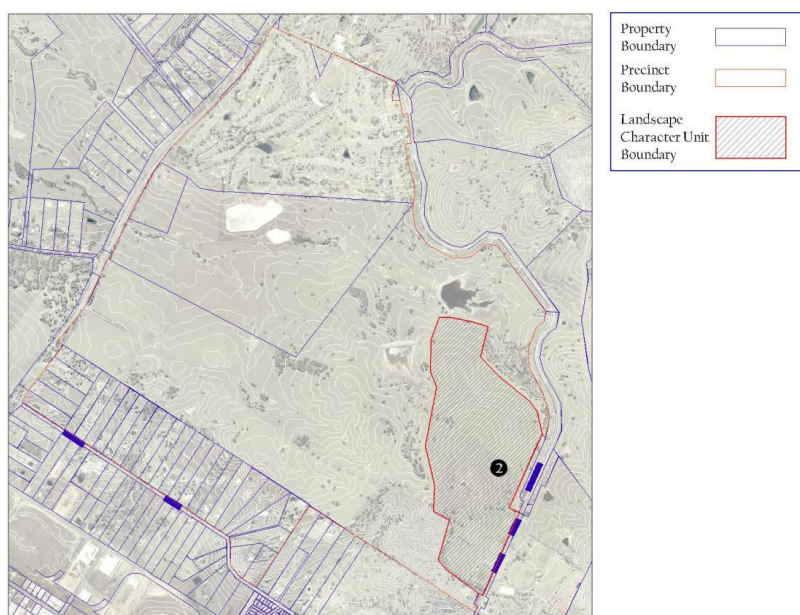 Property
Boundary
Precinct
Boundary
Landscape
Character Unit
Boundary
2